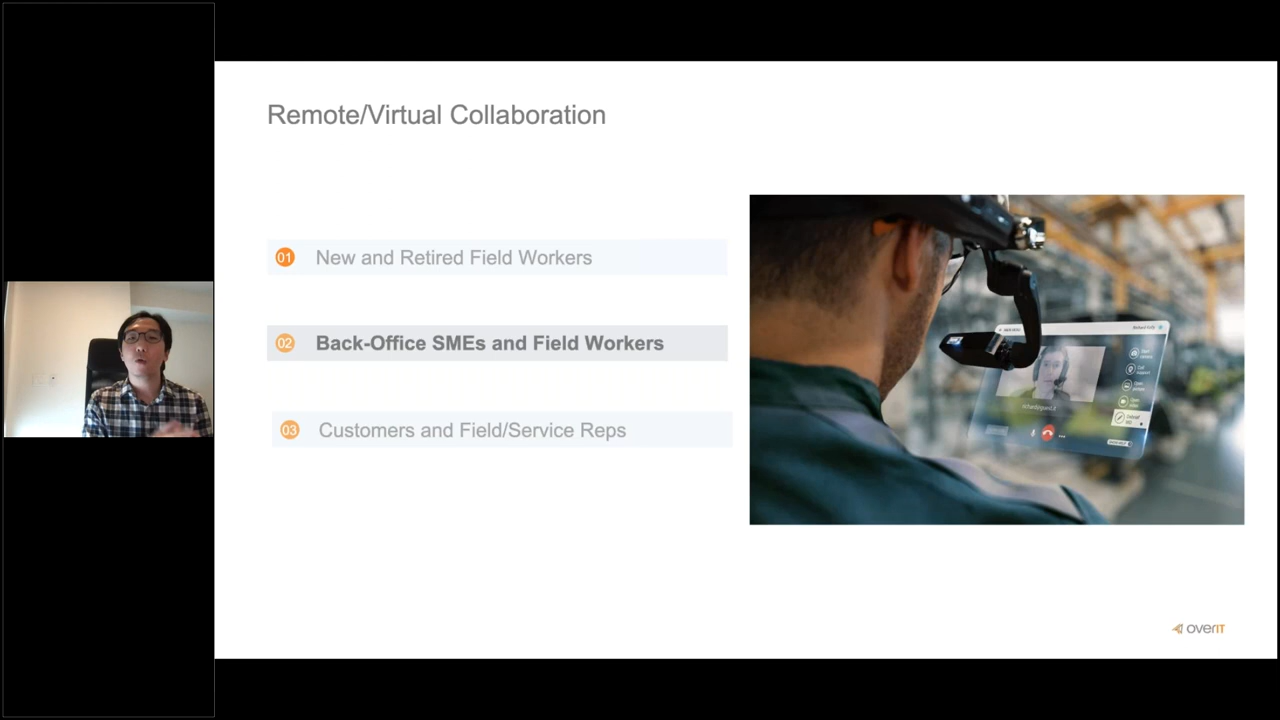 Remote/Virtual Collaboration
01 New and Retired Field Workers
02 Back-Office SMEs and Field Workers
03 Customers and Field/Service Reps
overIT